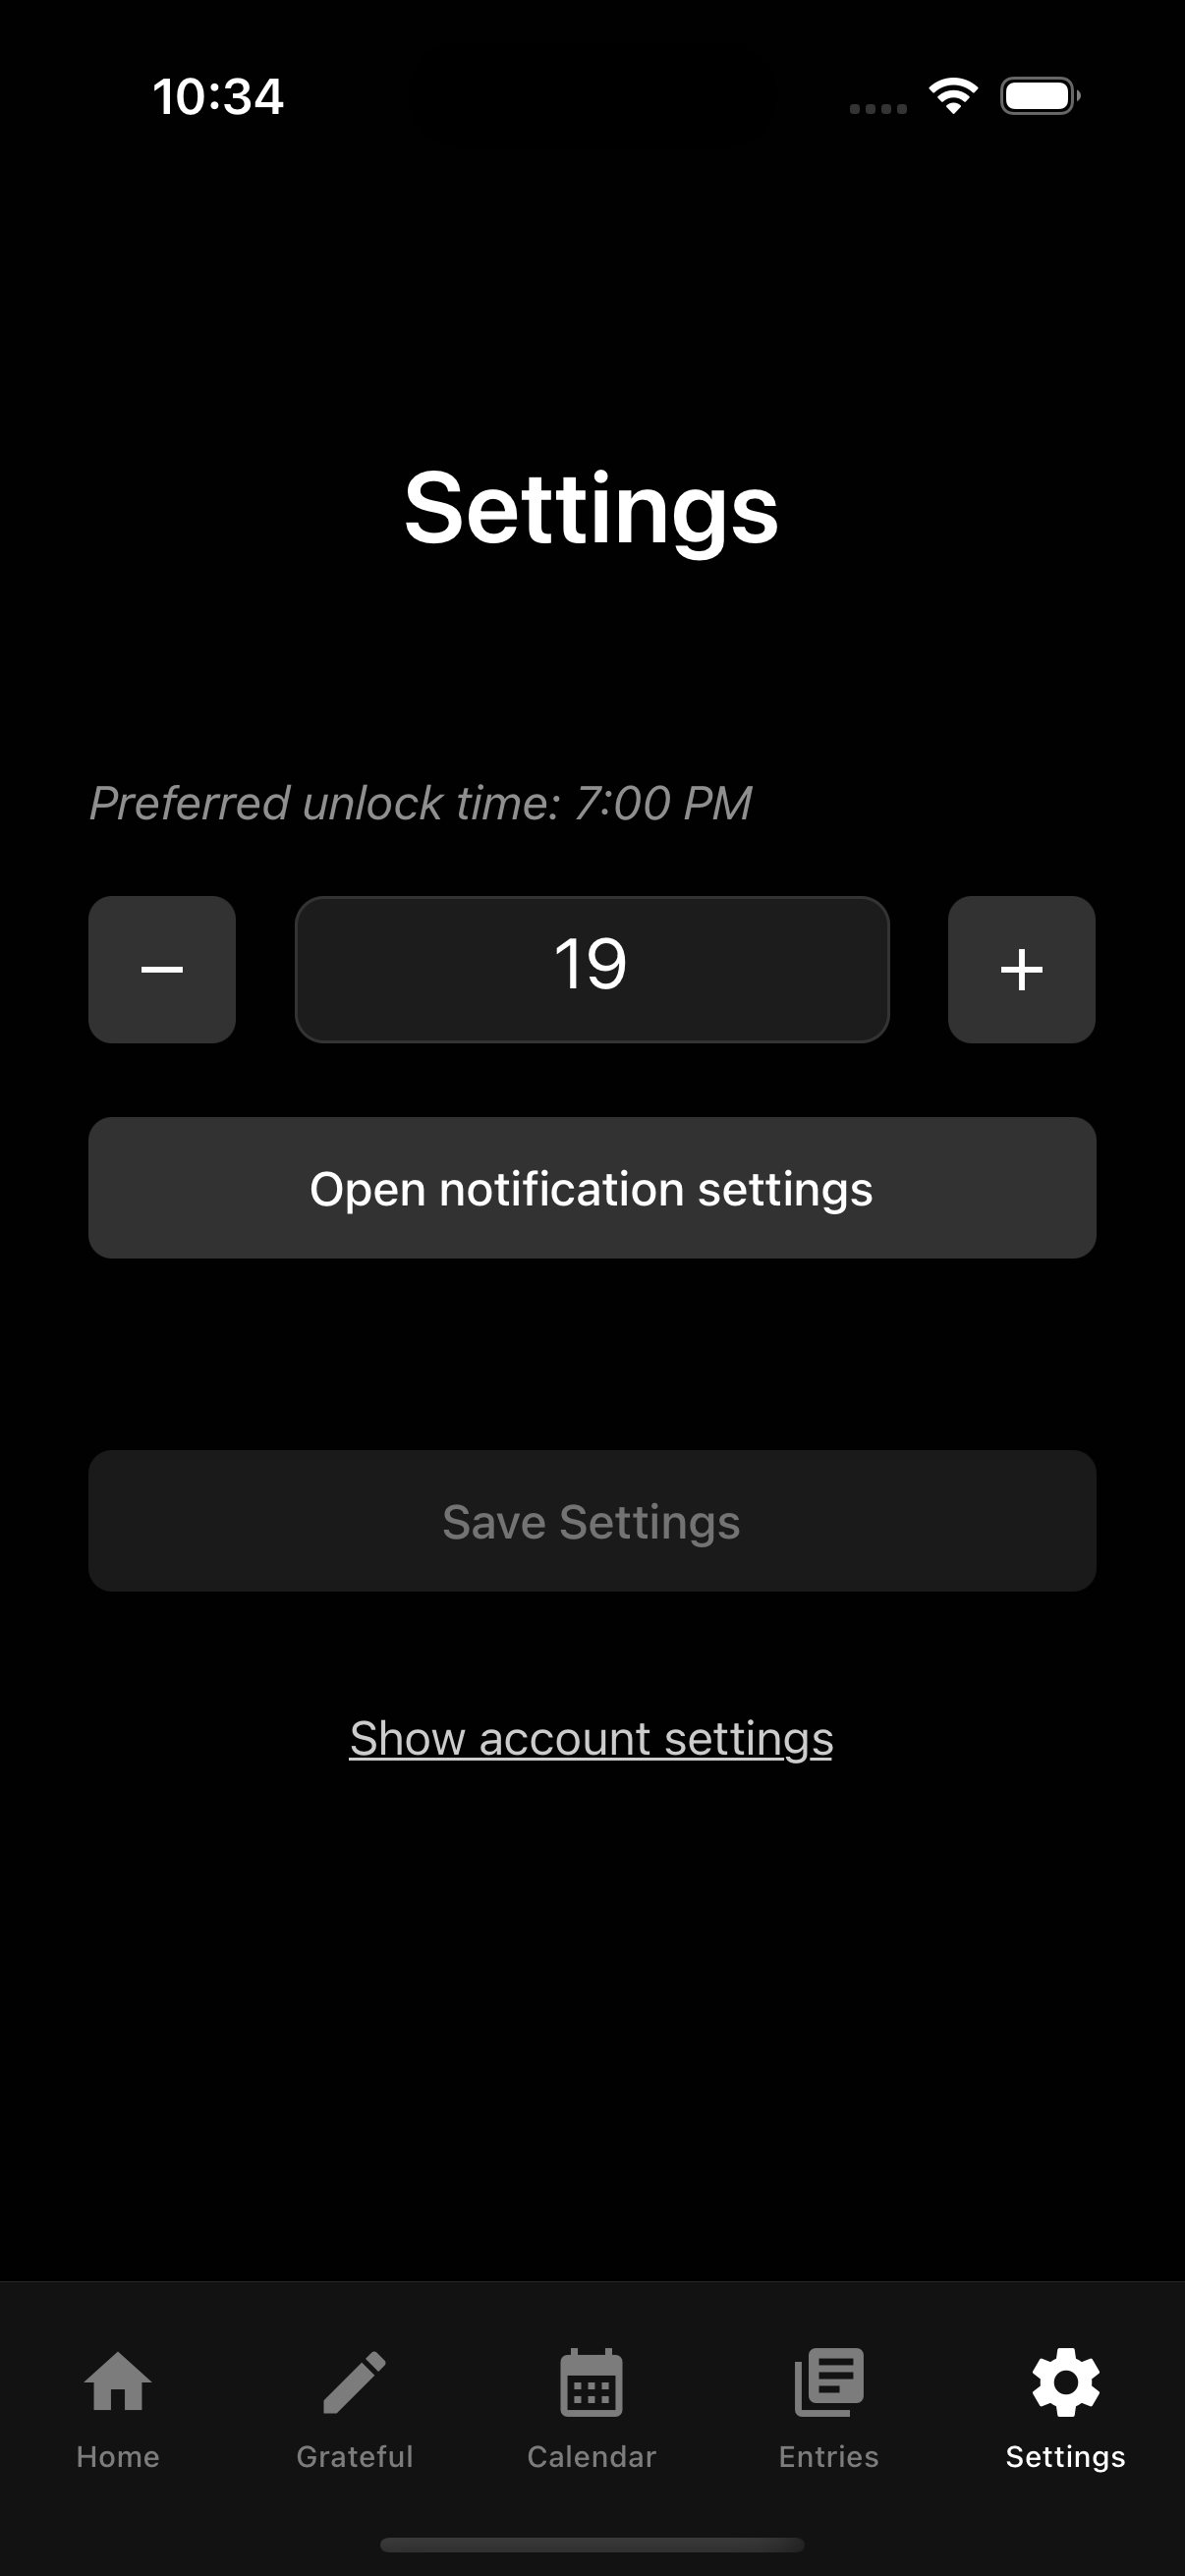 10:34
Settings
Preferred unlock time: 7:00 PM
19
Open notification settings
Save Settings
Show account settings
Home
Grateful
Calendar
Entries
Settings